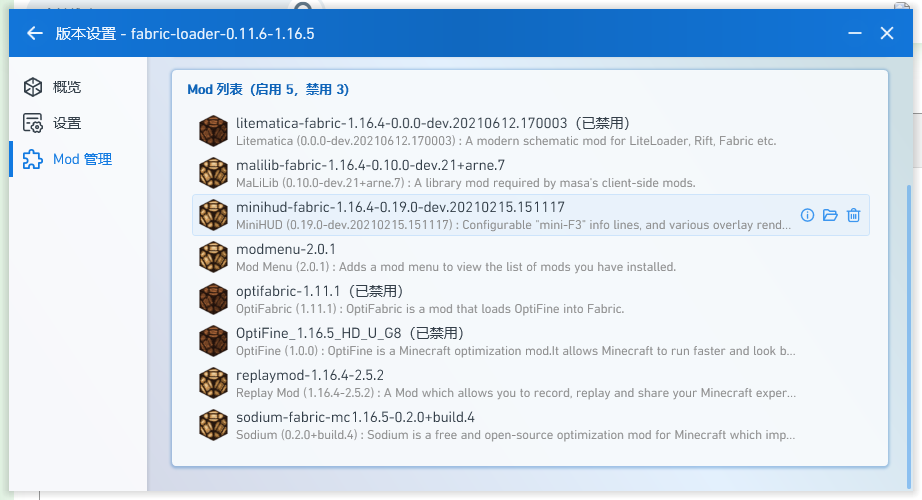 版本设置 - fabric-loader-0.11.6-1.16.5
概览
设置
Mod 管理
Mod 列表（启用 5，禁用 3）
litematica-fabric-1.16.4-0.0.0-dev.20210612.170003（已禁用）
Litematica (0.0.0-dev.20210612.170003) : A modern schematic mod for LiteLoader, Rift, Fabric etc.
malilib-fabric-1.16.4-0.10.0-dev.21+arne.7
MaLiLib (0.10.0-dev.21+arne.7) : A library mod required by masa's client-side mods.
minihud-fabric-1.16.4-0.19.0-dev.20210215.151117
MiniHUD (0.19.0-dev.20210215.151117) : Configurable "mini-F3" info lines, and various overlay rend...
modmenu-2.0.1
Mod Menu (2.0.1) : Adds a mod menu to view the list of mods you have installed.
optifabric-1.11.1（已禁用）
OptiFabric (1.11.1) : OptiFabric is a mod that loads OptiFine into Fabric.
OptiFine_1.16.5_HD_U_G8（已禁用）
OptiFine (1.0.0) : OptiFine is a Minecraft optimization mod.It allows Minecraft to run faster and look b...
replaymod-1.16.4-2.5.2
Replay Mod (1.16.4-2.5.2) : A Mod which allows you to record, replay and share your Minecraft exper...
sodium-fabric-mc1.16.5-0.2.0+build.4
Sodium (0.2.0+build.4) : Sodium is a free and open-source optimization mod for Minecraft which imp...